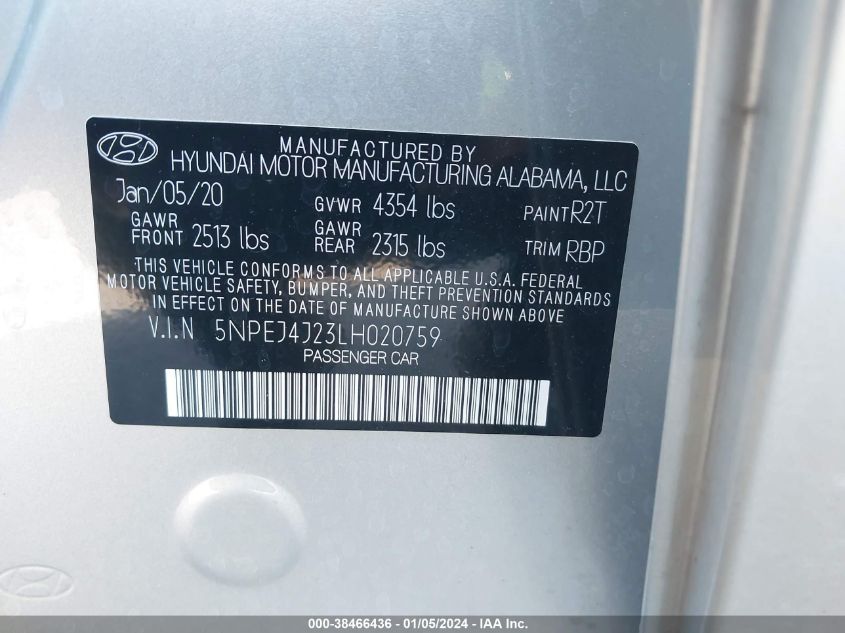 MANUFACTURED BY
HYUNDAI MOTOR MANUFACTURING ALABAMA, LLC
Jan/05/20 GVWR 4354 lbs PAINT R2T
GAWR FRONT 2513 lbs GAWR REAR 2315 lbs TRIM RBP
THIS VEHICLE CONFORMS TO ALL APPLICABLE U.S.A. FEDERAL
MOTOR VEHICLE SAFETY, BUMPER, AND THEFT PREVENTION STANDARDS
IN EFFECT ON THE DATE OF MANUFACTURE SHOWN ABOVE
V.I.N 5NPEJ4J23LH020759
PASSENGER CAR
000-38466436 - 01/05/2024 - IAA Inc.